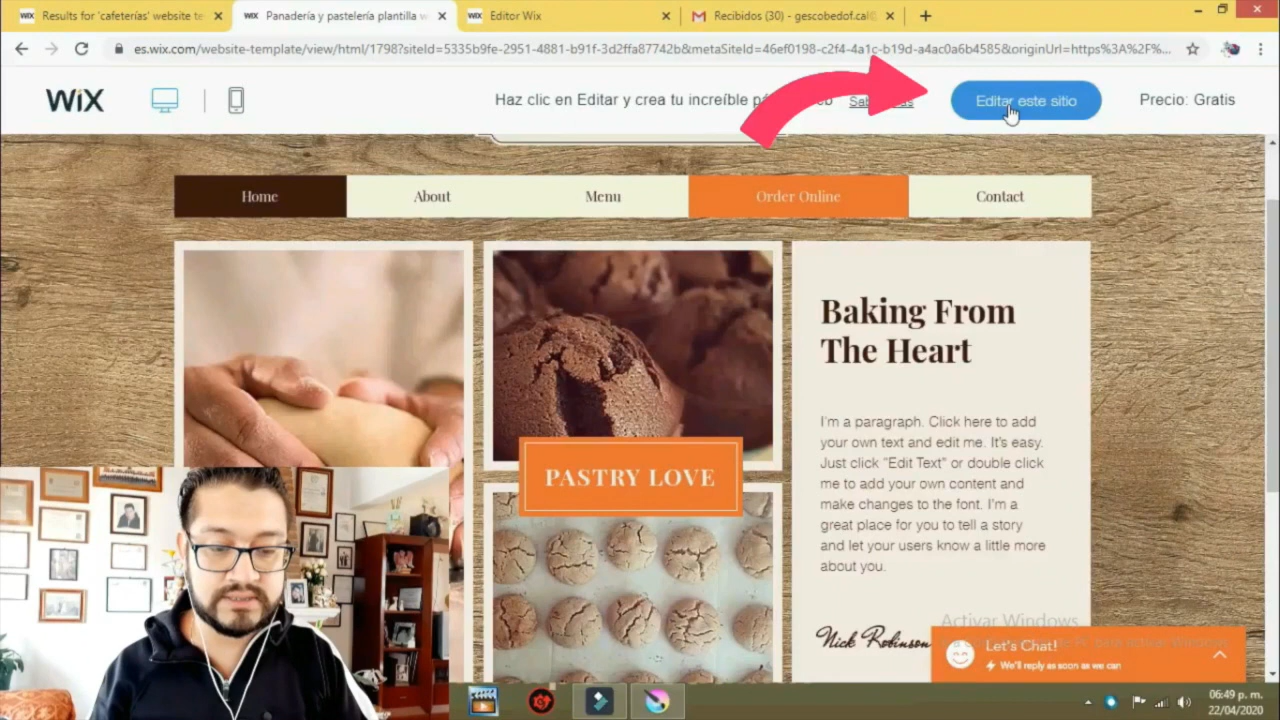 Results for 'cafeterías' website te
WiX Panadería y pastelería plantilla w
WiX Editor Wix
Recibidos (30) - gescobedof.cal@
es.wix.com/website-template/view/html/1798?siteId=5335b9fe-2951-4881-b91f-3d2ffa87742b&metaSiteId=46ef0198-c2f4-4a1c-b19d-a4ac0a6b4585&originUrl=https%3A%2F%...
WiX
Haz clic en Editar y crea tu increíble
Editar este sitio
Precio: Gratis
Home
About
Menu
Order Online
Contact
Baking From
The Heart
I'm a paragraph. Click here to add
your own text and edit me. It's easy.
Just click "Edit Text" or double click
me to add your own content and
make changes to the font. I'm a
great place for you to tell a story
and let your users know a little more
about you.
PASTRY LOVE
Nick Robinson
Activar Windows
Let's Chat!
We'll reply as soon as we can
06:49 p. m.
22/04/2020